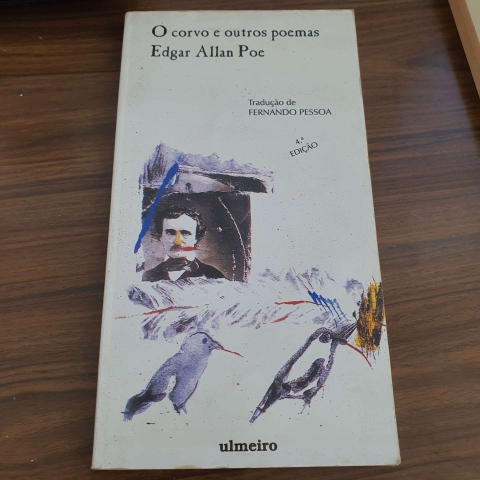 O corvo e outros poemas
Edgar Allan Poe
Tradução de
FERNANDO PESSOA
4.ª
EDIÇÃO
ulmeiro